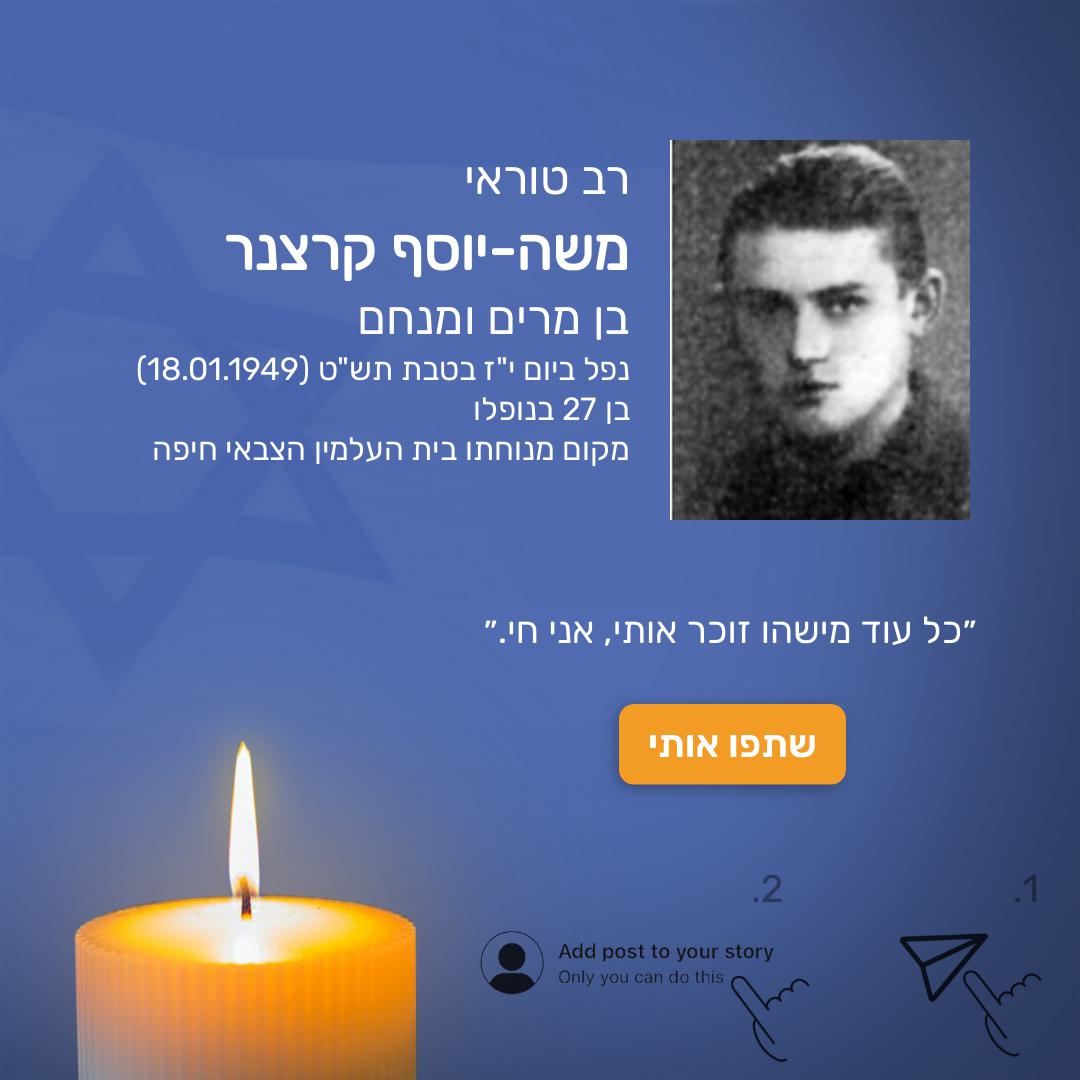 רב טוראי
משה-יוסף קרצנר
בן מרים ומנחם
נפל ביום י"ז בטבת תש"ט (18.01.1949)
בן 27 בנופלו
מקום מנוחתו בית העלמין הצבאי חיפה
״כל עוד מישהו זוכר אותי, אני חי.״
שתפו אותי
.1
.2
Add post to your story
Only you can do this